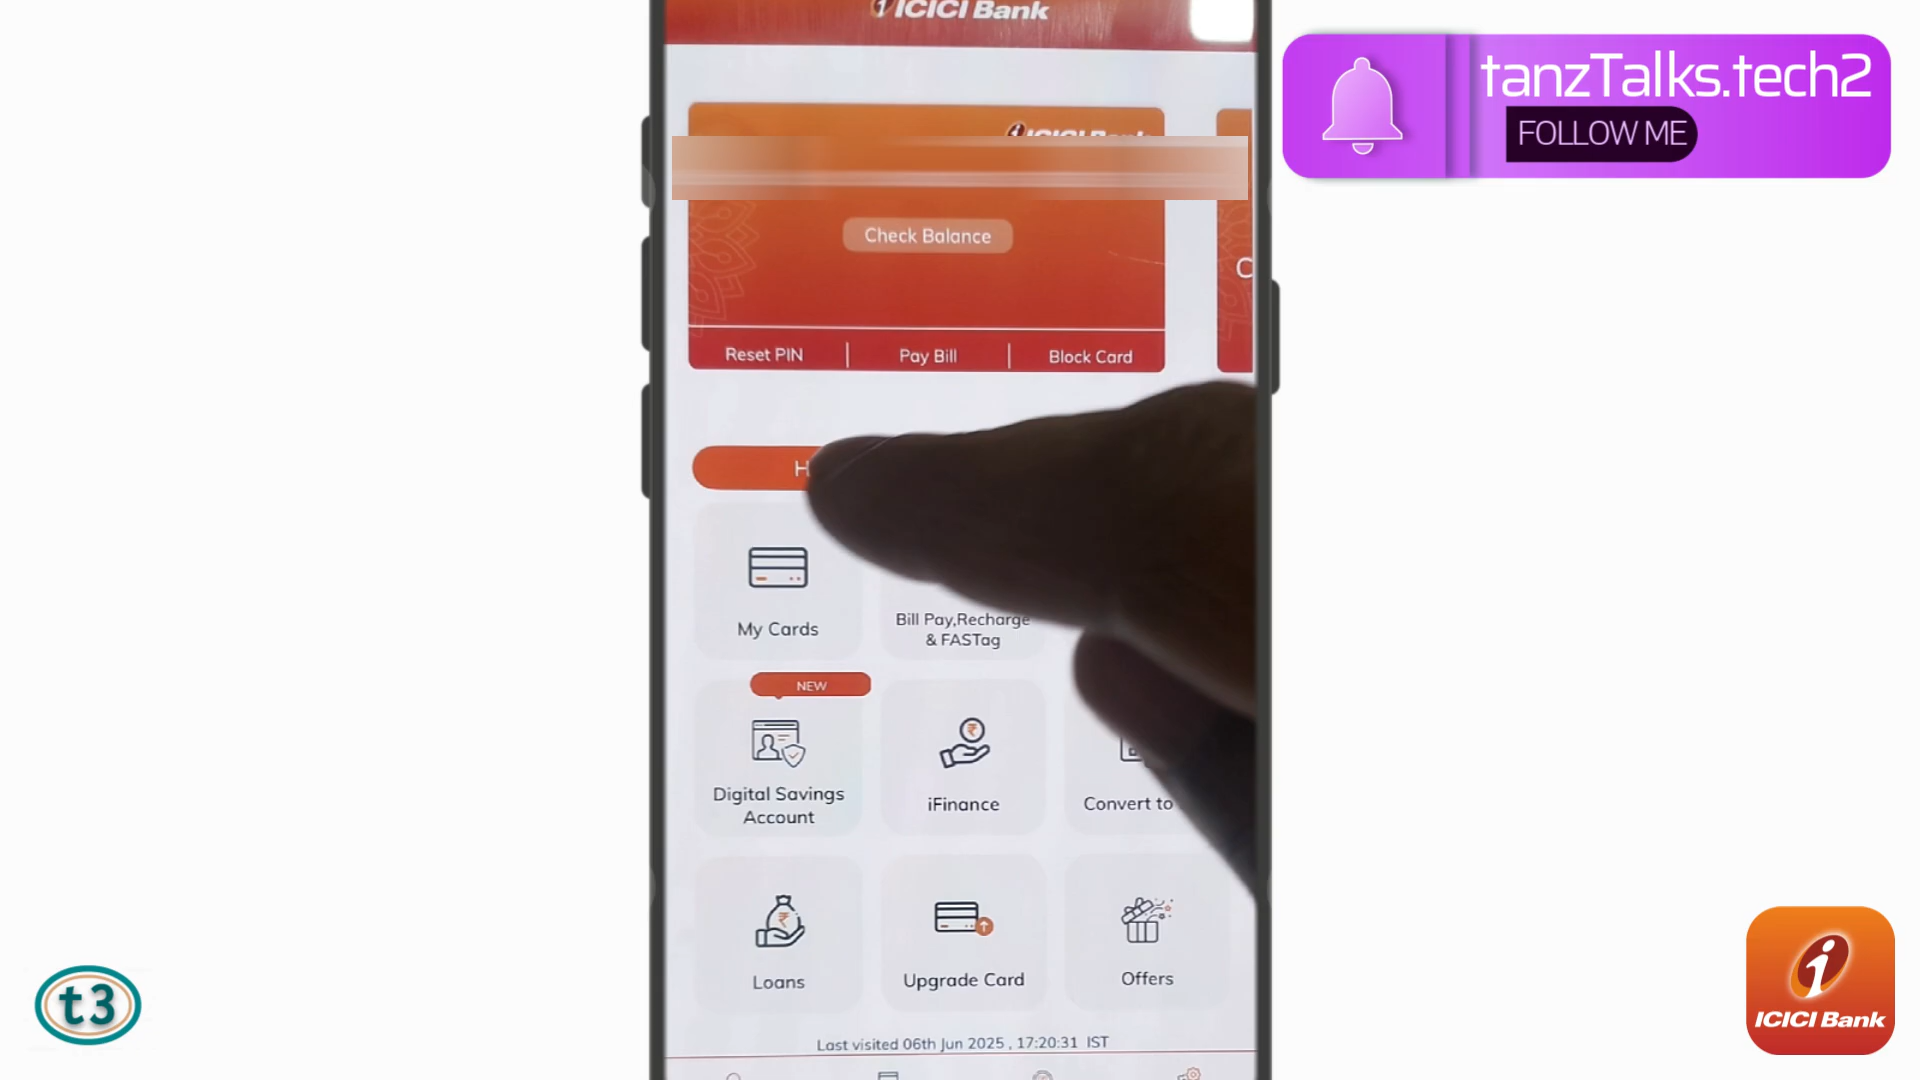 ICICI Bank
tanzTalks.tech2
FOLLOW ME
ICICI Bank
Check Balance
Reset PIN
Pay Bill
Block Card
My Cards
Bill Pay,Recharge
& FASTag
NEW
Digital Savings
Account
iFinance
Convert to
Loans
Upgrade Card
Offers
Last visited 06th Jun 2025 , 17:20:31 IST
t3
ICICI Bank